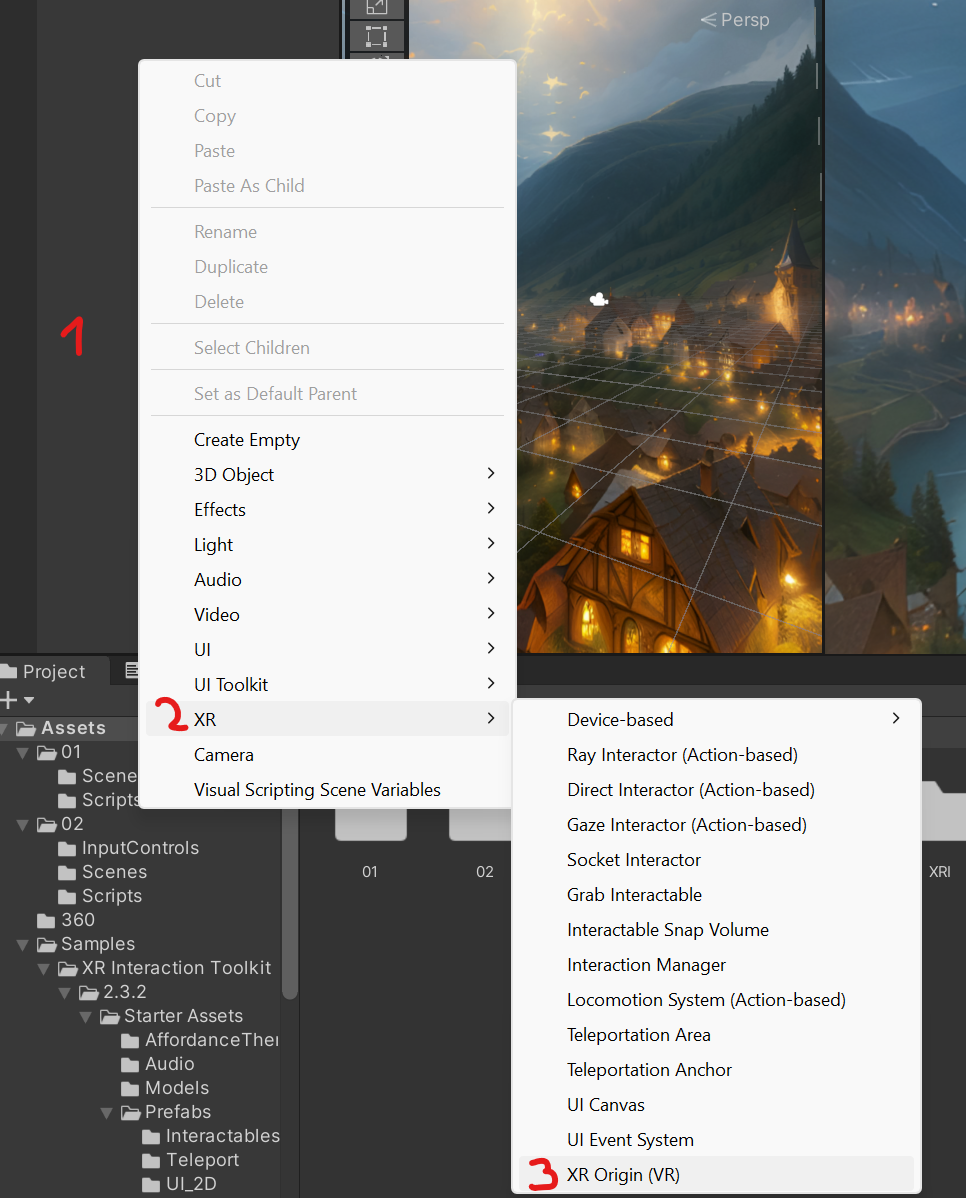 Persp
Cut
Copy
Paste
Paste As Child
Rename
Duplicate
Delete
1
Select Children
Set as Default Parent
Create Empty
3D Object
Effects
Light
Audio
Video
UI
UI Toolkit
2 XR
Camera
Visual Scripting Scene Variables
Device-based
Ray Interactor (Action-based)
Direct Interactor (Action-based)
Gaze Interactor (Action-based)
Socket Interactor
Grab Interactable
Interactable Snap Volume
Interaction Manager
Locomotion System (Action-based)
Teleportation Area
Teleportation Anchor
UI Canvas
UI Event System
3 XR Origin (VR)
Project
Assets
01
Scene
Scripts
02
InputControls
Scenes
Scripts
360
Samples
XR Interaction Toolkit
2.3.2
Starter Assets
AffordanceThe
Audio
Models
Prefabs
Interactables
Teleport
UI_2D
01
02
XRI